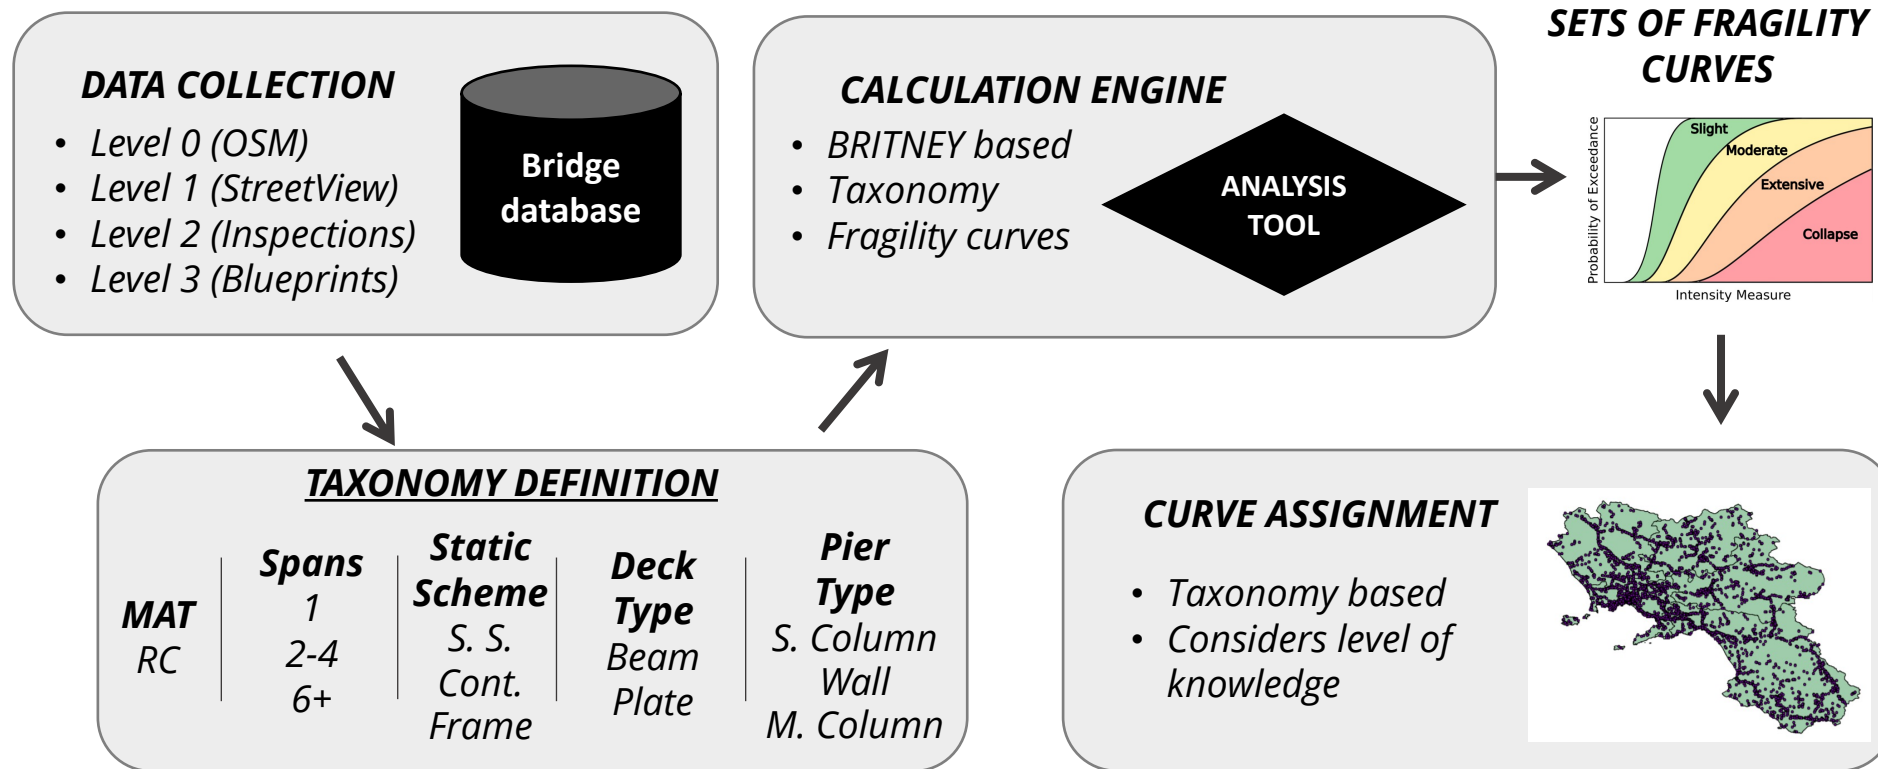 DATA COLLECTION
• Level 0 (OSM)
• Level 1 (StreetView)
• Level 2 (Inspections)
• Level 3 (Blueprints)
Bridge
database
CALCULATION ENGINE
• BRITNEY based
• Taxonomy
• Fragility curves
ANALYSIS
TOOL
SETS OF FRAGILITY
CURVES
Probability of Exceedance
Slight
Moderate
Extensive
Collapse
Intensity Measure
TAXONOMY DEFINITION
MAT
RC
Spans
1
2-4
6+
Static
Scheme
S. S.
Cont.
Frame
Deck
Type
Beam
Plate
Pier
Type
S. Column
Wall
M. Column
CURVE ASSIGNMENT
• Taxonomy based
• Considers level of
knowledge